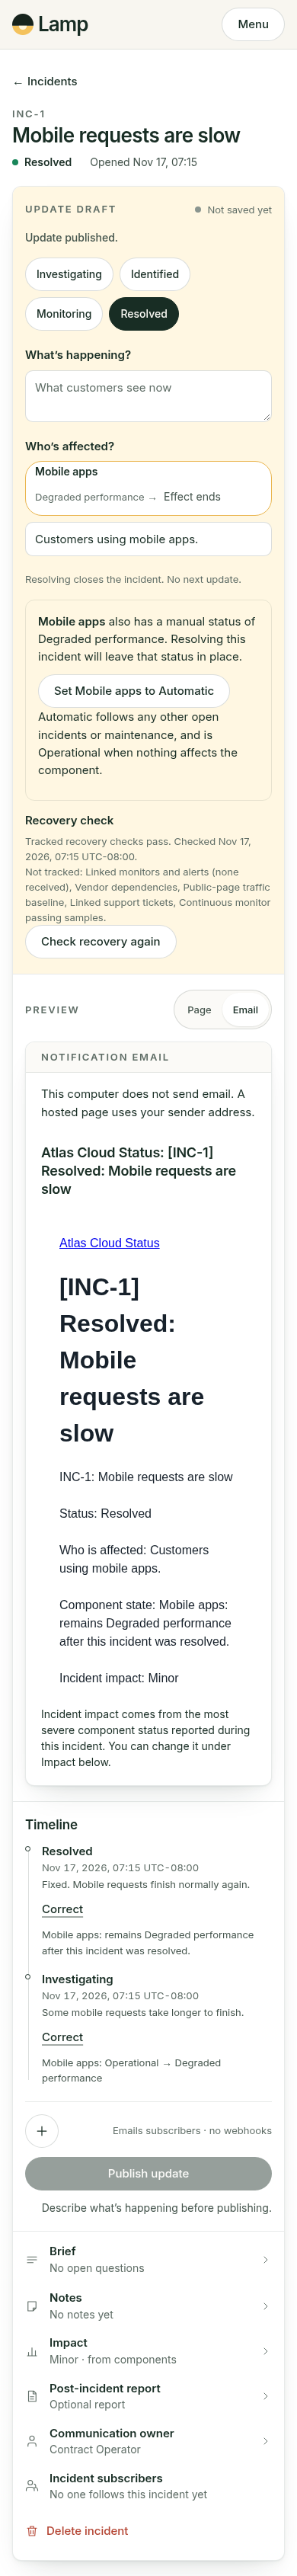 Lamp
Menu
← Incidents
INC-1
Mobile requests are slow
Resolved Opened Nov 17, 07:15
UPDATE DRAFT
Not saved yet
Update published.
Investigating
Identified
Monitoring
Resolved
What's happening?
What customers see now
Who's affected?
Mobile apps
Degraded performance → Effect ends
Customers using mobile apps.
Resolving closes the incident. No next update.
Mobile apps also has a manual status of
Degraded performance. Resolving this
incident will leave that status in place.
Set Mobile apps to Automatic
Automatic follows any other open
incidents or maintenance, and is
Operational when nothing affects the
component.
Recovery check
Tracked recovery checks pass. Checked Nov 17,
2026, 07:15 UTC-08:00.
Not tracked: Linked monitors and alerts (none
received), Vendor dependencies, Public-page traffic
baseline, Linked support tickets, Continuous monitor
passing samples.
Check recovery again
PREVIEW
Page
Email
NOTIFICATION EMAIL
This computer does not send email. A
hosted page uses your sender address.
Atlas Cloud Status: [INC-1]
Resolved: Mobile requests are
slow
Atlas Cloud Status
[INC-1]
Resolved:
Mobile
requests are
slow
INC-1: Mobile requests are slow
Status: Resolved
Who is affected: Customers
using mobile apps.
Component state: Mobile apps:
remains Degraded performance
after this incident was resolved.
Incident impact: Minor
Incident impact comes from the most
severe component status reported during
this incident. You can change it under
Impact below.
Timeline
Resolved
Nov 17, 2026, 07:15 UTC-08:00
Fixed. Mobile requests finish normally again.
Correct
Mobile apps: remains Degraded performance
after this incident was resolved.
Investigating
Nov 17, 2026, 07:15 UTC-08:00
Some mobile requests take longer to finish.
Correct
Mobile apps: Operational → Degraded
performance
Emails subscribers · no webhooks
Publish update
Describe what's happening before publishing.
Brief
No open questions
Notes
No notes yet
Impact
Minor · from components
Post-incident report
Optional report
Communication owner
Contract Operator
Incident subscribers
No one follows this incident yet
Delete incident